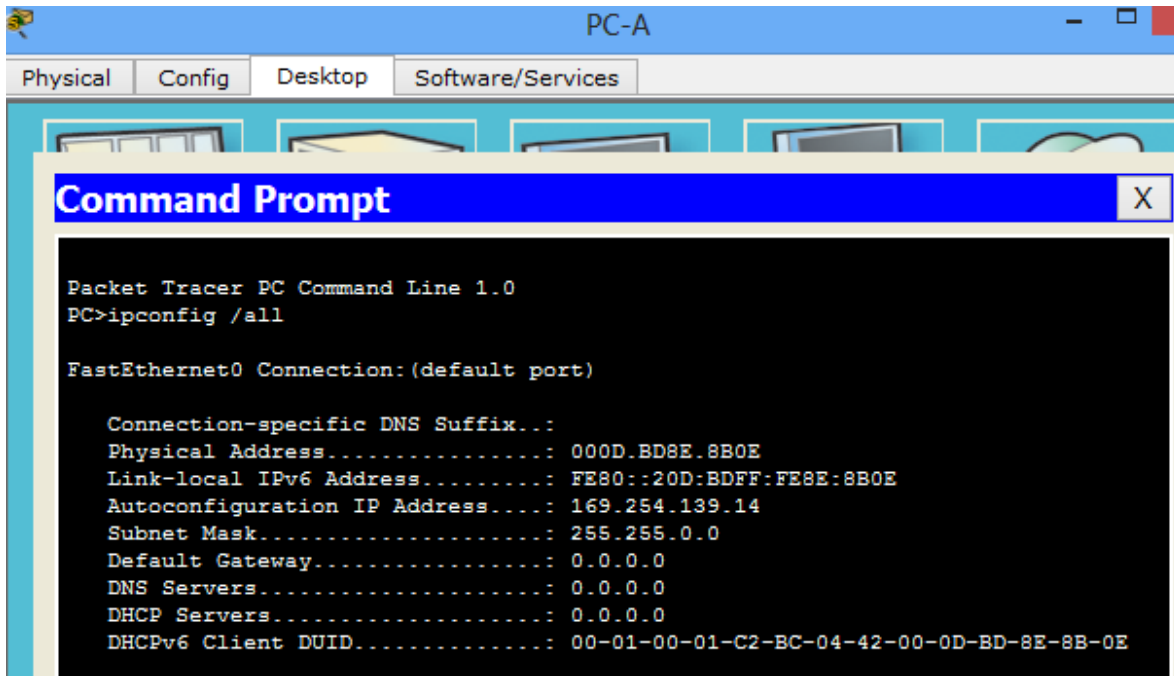 PC-A
Physical Config Desktop Software/Services
Command Prompt X
Packet Tracer PC Command Line 1.0
PC>ipconfig /all
FastEthernet0 Connection:(default port)
Connection-specific DNS Suffix..:
Physical Address................: 000D.BD8E.8B0E
Link-local IPv6 Address.........: FE80::20D:BDFF:FE8E:8B0E
Autoconfiguration IP Address....: 169.254.139.14
Subnet Mask.....................: 255.255.0.0
Default Gateway.................: 0.0.0.0
DNS Servers.....................: 0.0.0.0
DHCP Servers....................: 0.0.0.0
DHCPv6 Client DUID..............: 00-01-00-01-C2-BC-04-42-00-0D-BD-8E-8B-0E